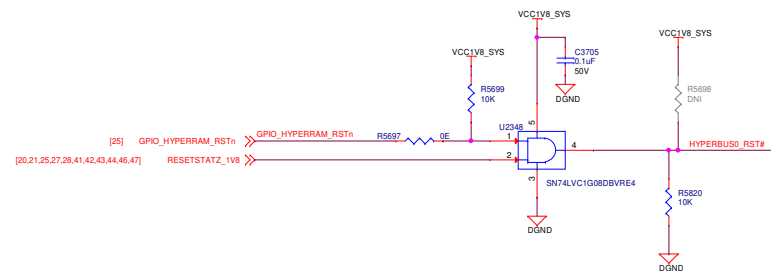 VCC1V8_SYS
C3705
0.1uF
50V
DGND
VCC1V8_SYS
R5699
10K
VCC1V8_SYS
R5698
DNI
[25] GPIO_HYPERRAM_RSTn
GPIO_HYPERRAM_RSTn
R5697 0E
[20,21,25,27,28,41,42,43,44,46,47] RESETSTATZ_1V8
U2348
5
1
2
4
3
SN74LVC1G08DBVRE4
DGND
HYPERBUS0_RST#
R5820
10K
DGND